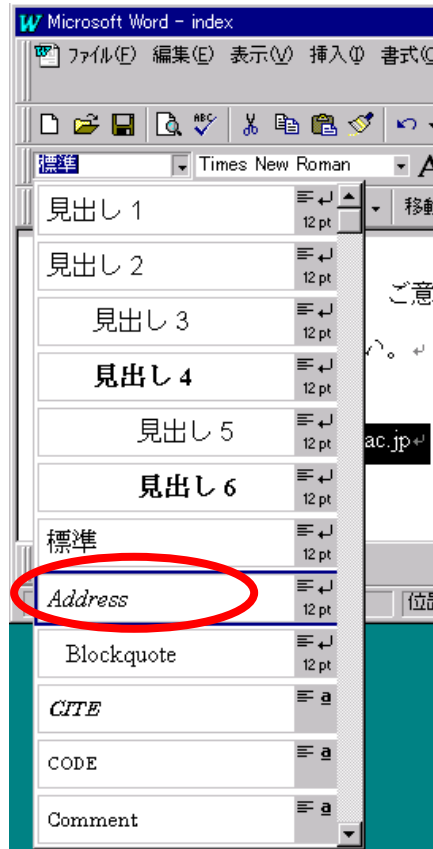 Microsoft Word - index
ファイル(F) 編集(E) 表示(V) 挿入(I) 書式(O
標準 Times New Roman
移動
見出し 1 12 pt
見出し 2 12 pt
ご意
見出し 3 12 pt
い。
見出し 4 12 pt
見出し 5 12 pt
ac.jp
見出し 6 12 pt
標準 12 pt
Address 12 pt
Blockquote 12 pt
CITE a
CODE a
Comment a